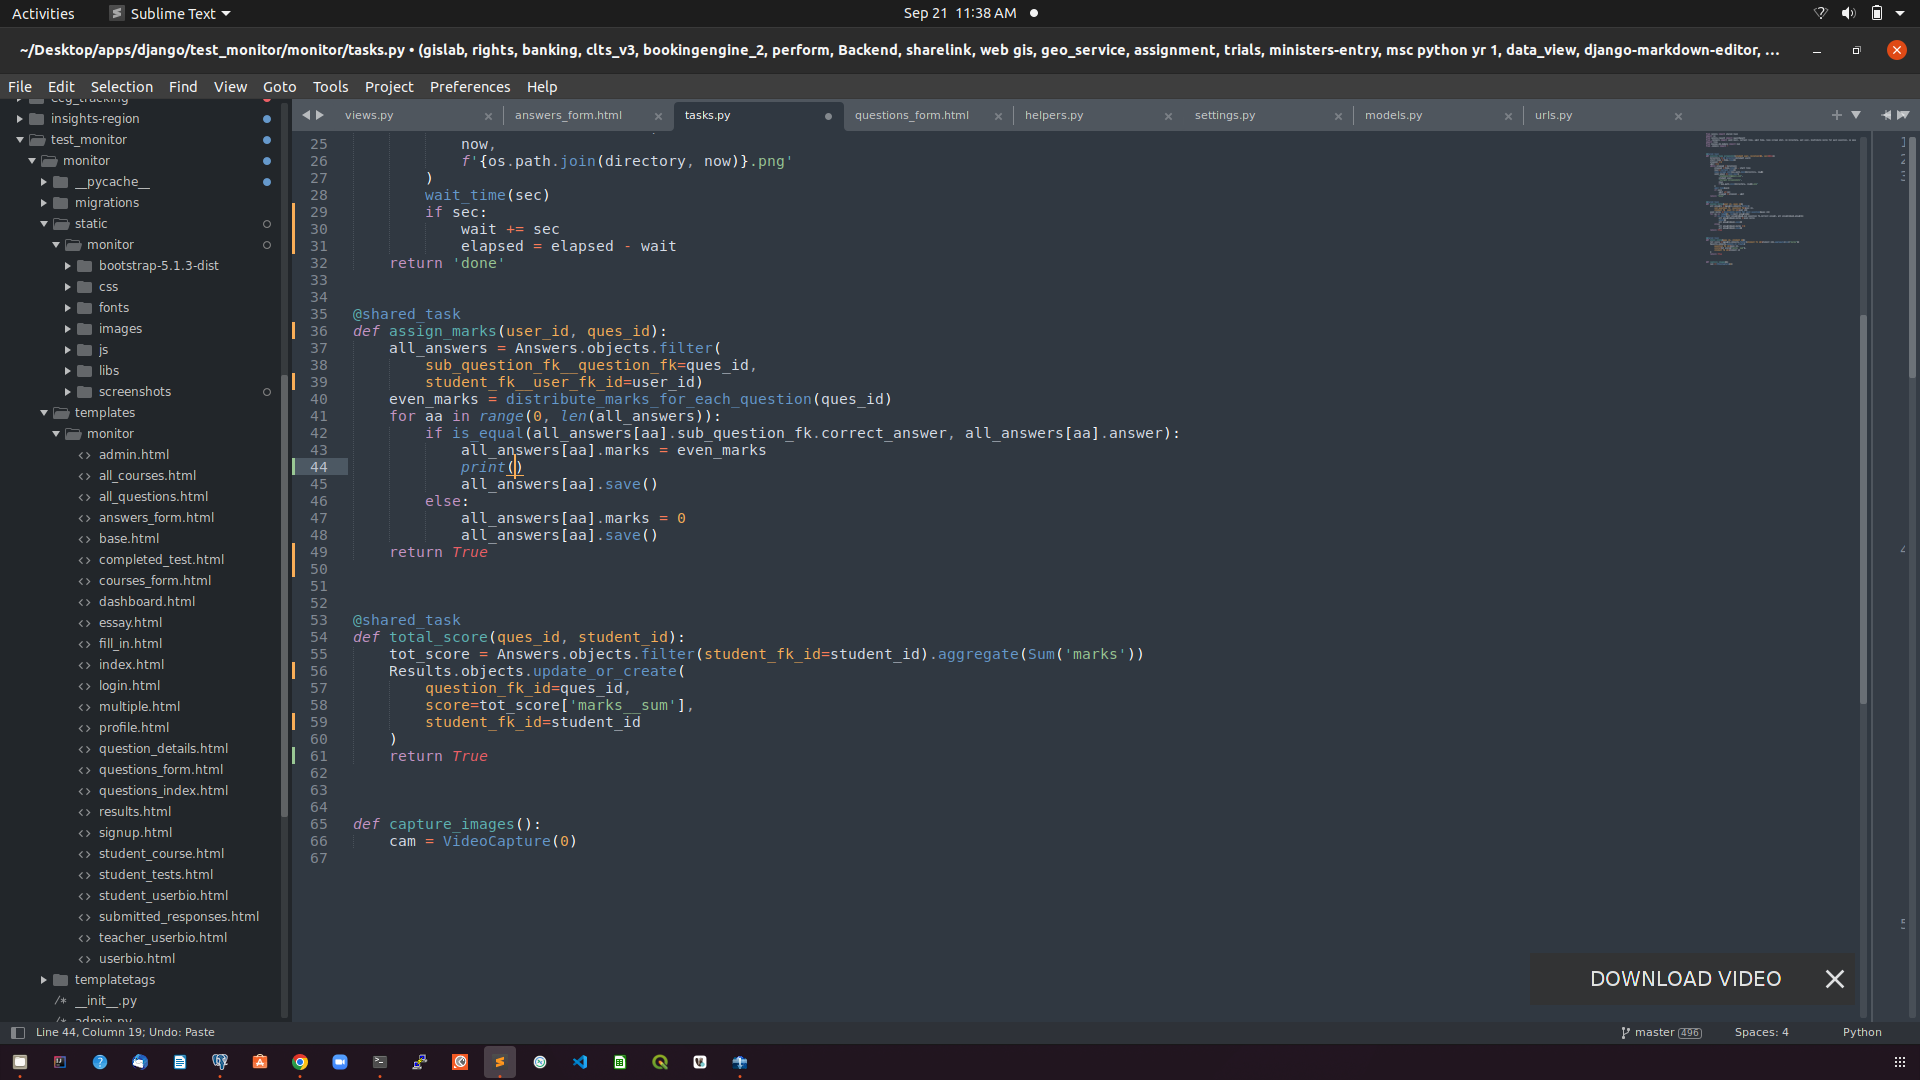 Activities
Sublime Text
Sep 21 11:38 AM
~/Desktop/apps/django/test_monitor/monitor/tasks.py • (gislab, rights, banking, clts_v3, bookingengine_2, perform, Backend, sharelink, web gis, geo_service, assignment, trials, ministers-entry, msc python yr 1, data_view, django-markdown-editor, ...
File Edit Selection Find View Goto Tools Project Preferences Help
insights-region
test_monitor
monitor
__pycache__
migrations
static
monitor
bootstrap-5.1.3-dist
css
fonts
images
js
libs
screenshots
templates
monitor
<> admin.html
<> all_courses.html
<> all_questions.html
<> answers_form.html
<> base.html
<> completed_test.html
<> courses_form.html
<> dashboard.html
<> essay.html
<> fill_in.html
<> index.html
<> login.html
<> multiple.html
<> profile.html
<> question_details.html
<> questions_form.html
<> questions_index.html
<> results.html
<> signup.html
<> student_course.html
<> student_tests.html
<> student_userbio.html
<> submitted_responses.html
<> teacher_userbio.html
<> userbio.html
templatetags
/* __init__.py
views.py answers_form.html tasks.py questions_form.html helpers.py settings.py models.py urls.py
25 now,
26 f'{os.path.join(directory, now)}.png'
27 )
28 wait_time(sec)
29 if sec:
30 wait += sec
31 elapsed = elapsed - wait
32 return 'done'
33
34
35 @shared_task
36 def assign_marks(user_id, ques_id):
37 all_answers = Answers.objects.filter(
38 sub_question_fk__question_fk=ques_id,
39 student_fk__user_fk_id=user_id)
40 even_marks = distribute_marks_for_each_question(ques_id)
41 for aa in range(0, len(all_answers)):
42 if is_equal(all_answers[aa].sub_question_fk.correct_answer, all_answers[aa].answer):
43 all_answers[aa].marks = even_marks
44 print()
45 all_answers[aa].save()
46 else:
47 all_answers[aa].marks = 0
48 all_answers[aa].save()
49 return True
50
51
52
53 @shared_task
54 def total_score(ques_id, student_id):
55 tot_score = Answers.objects.filter(student_fk_id=student_id).aggregate(Sum('marks'))
56 Results.objects.update_or_create(
57 question_fk_id=ques_id,
58 score=tot_score['marks__sum'],
59 student_fk_id=student_id
60 )
61 return True
62
63
64
65 def capture_images():
66 cam = VideoCapture(0)
67
DOWNLOAD VIDEO
Line 44, Column 19; Undo: Paste
master 496
Spaces: 4
Python